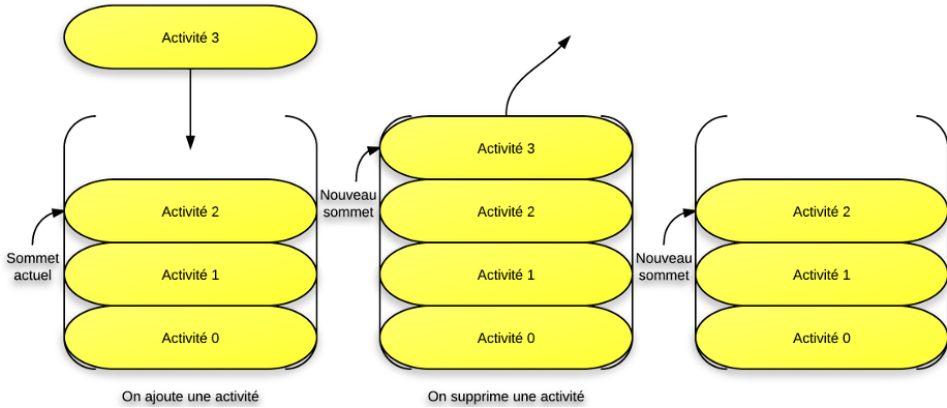 Activité 3
Activité 2
Sommet
actuel
Activité 1
Activité 0
On ajoute une activité
Activité 3
Nouveau
sommet
Activité 2
Activité 1
Activité 0
On supprime une activité
Activité 2
Nouveau
sommet
Activité 1
Activité 0